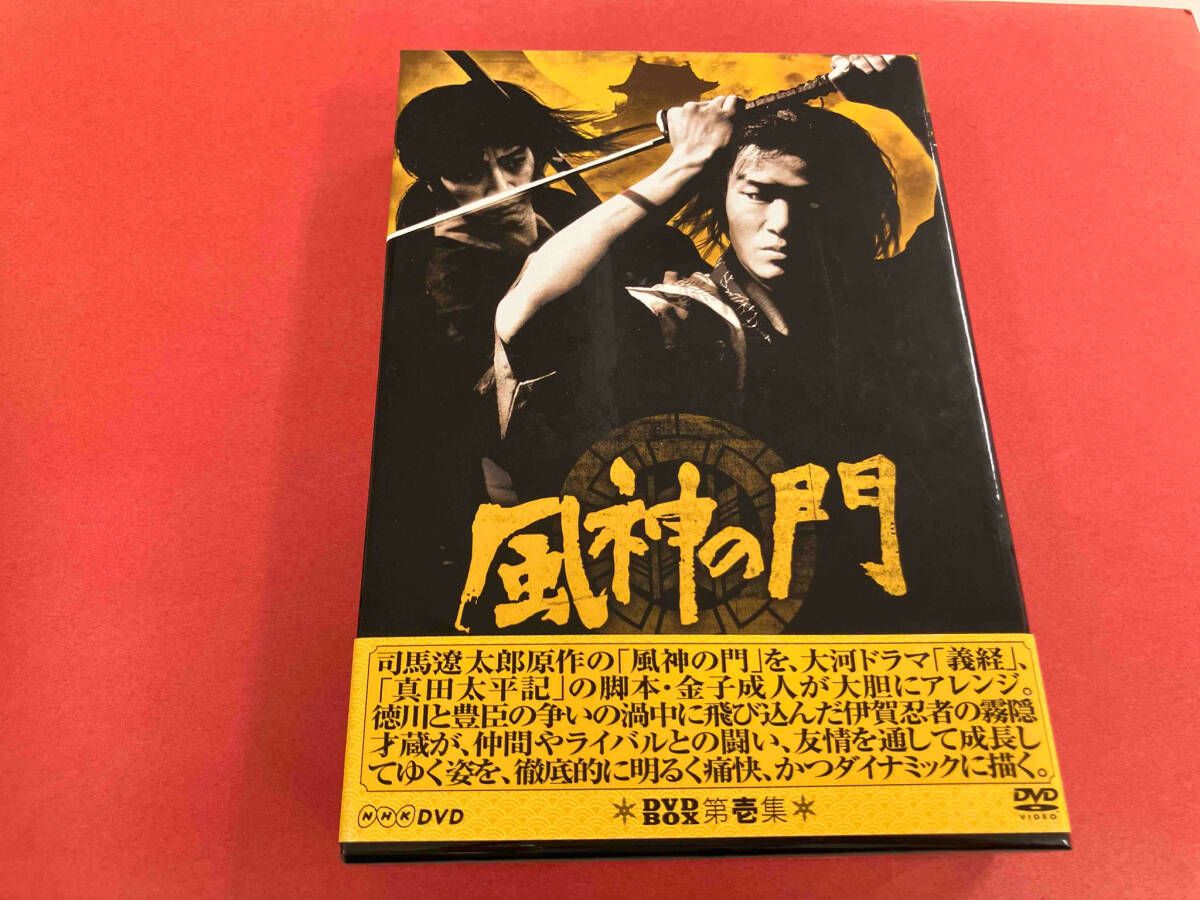 風神の門
司馬遼太郎原作の「風神の門」を、大河ドラマ「義経」、
「真田太平記」の脚本・金子成人が大胆にアレンジ。
徳川と豊臣の争いの渦中に飛び込んだ伊賀忍者の霧隠
才蔵が、仲間やライバルとの闘い、友情を通して成長し
てゆく姿を、徹底的に明るく痛快、かつダイナミックに描く。
NHK DVD
DVD BOX 第壱集
DVD VIDEO